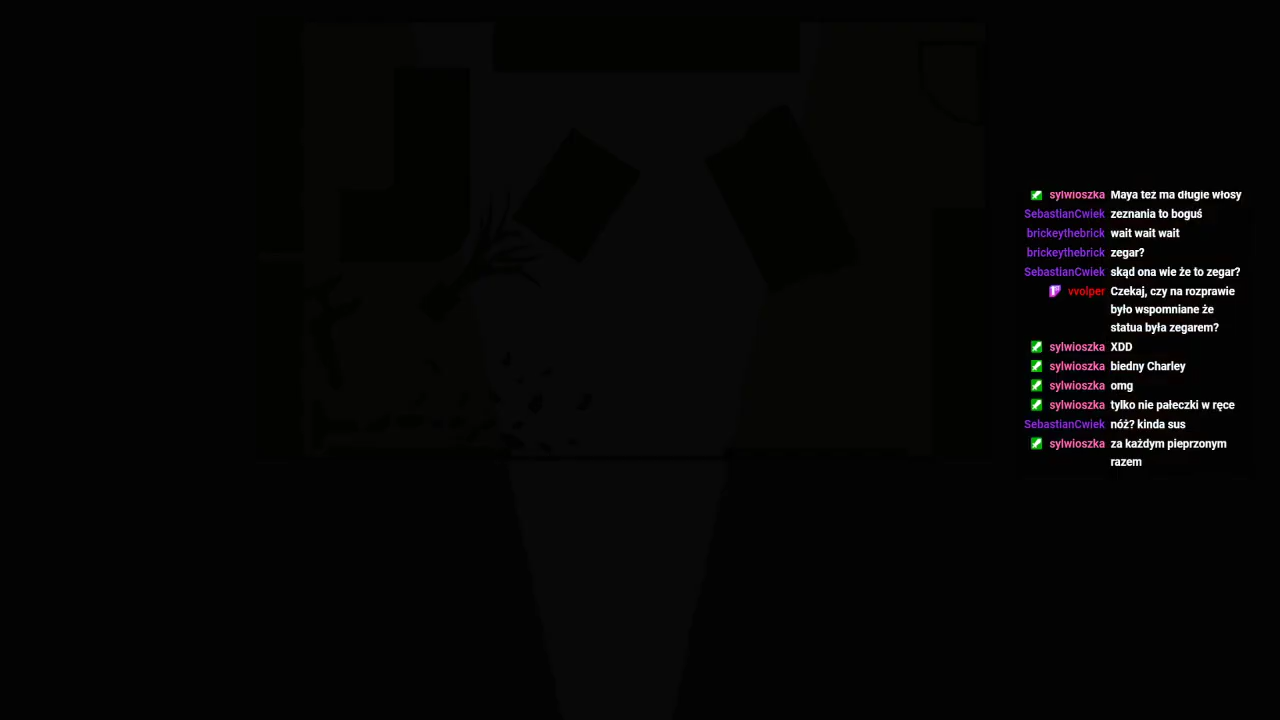 sylwioszka Maya tez ma długie włosy
SebastianCwiek zeznania to boguś
brickeythebrick wait wait wait
brickeythebrick zegar?
SebastianCwiek skąd ona wie że to zegar?
vvolper Czekaj, czy na rozprawie
było wspomniane że
statua była zegarem?
sylwioszka XDD
sylwioszka biedny Charley
sylwioszka omg
sylwioszka tylko nie pałeczki w ręce
SebastianCwiek nóż? kinda sus
sylwioszka za każdym pieprzonym
razem